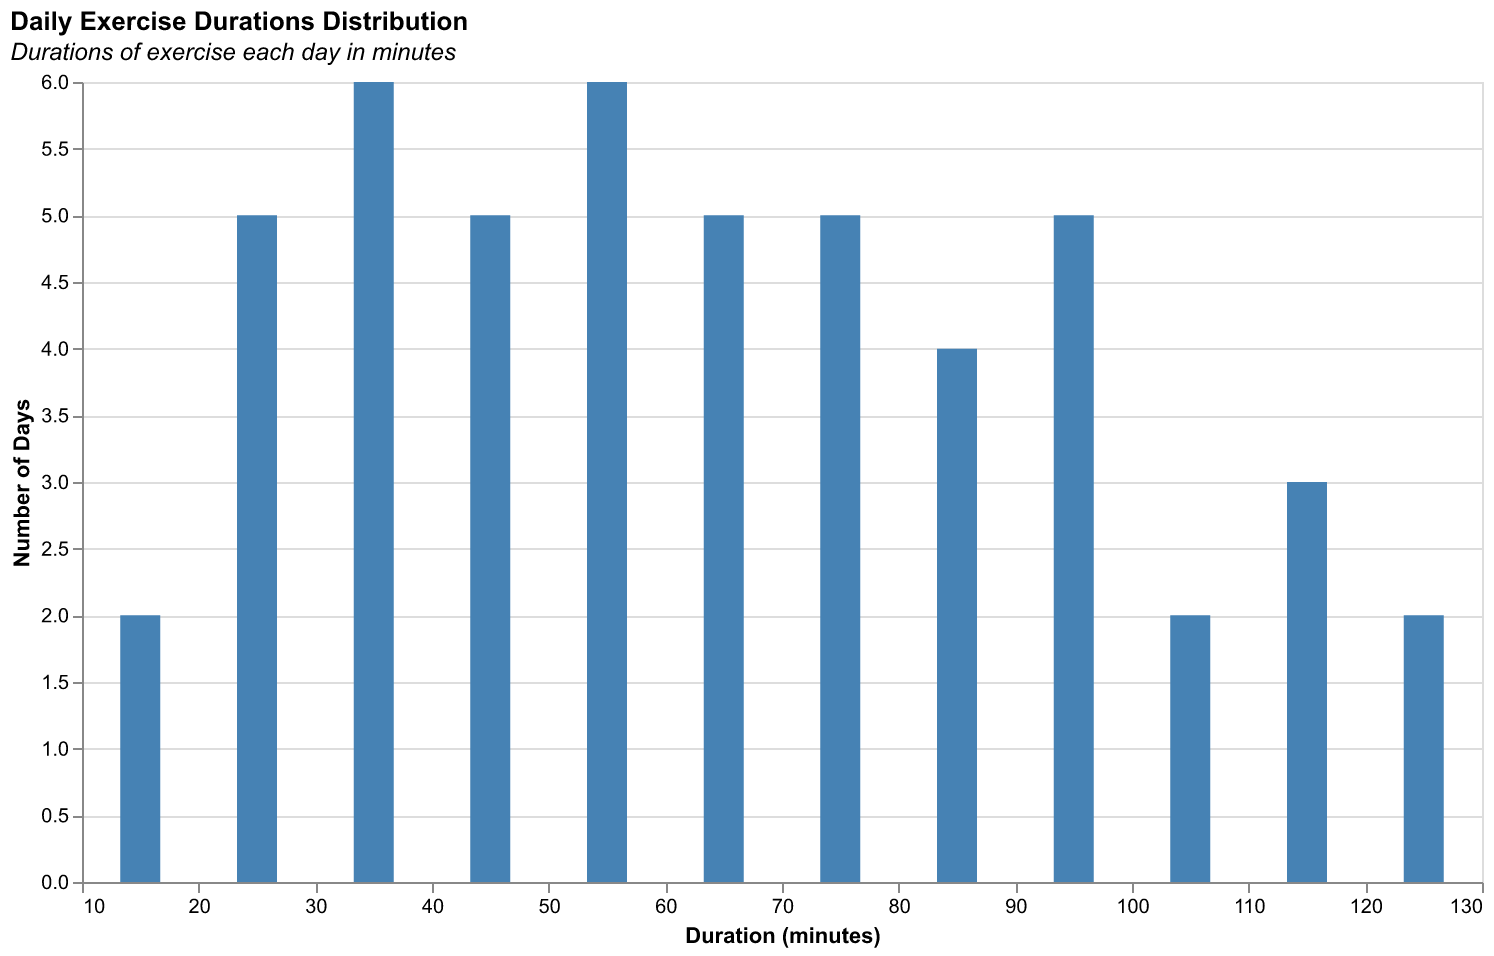 Daily Exercise Durations Distribution
Durations of exercise each day in minutes
6.0
5.5
5.0
4.5
4.0
3.5
3.0
2.5
2.0
1.5
1.0
0.5
0.0
Number of Days
10 20 30 40 50 60 70 80 90 100 110 120 130
Duration (minutes)